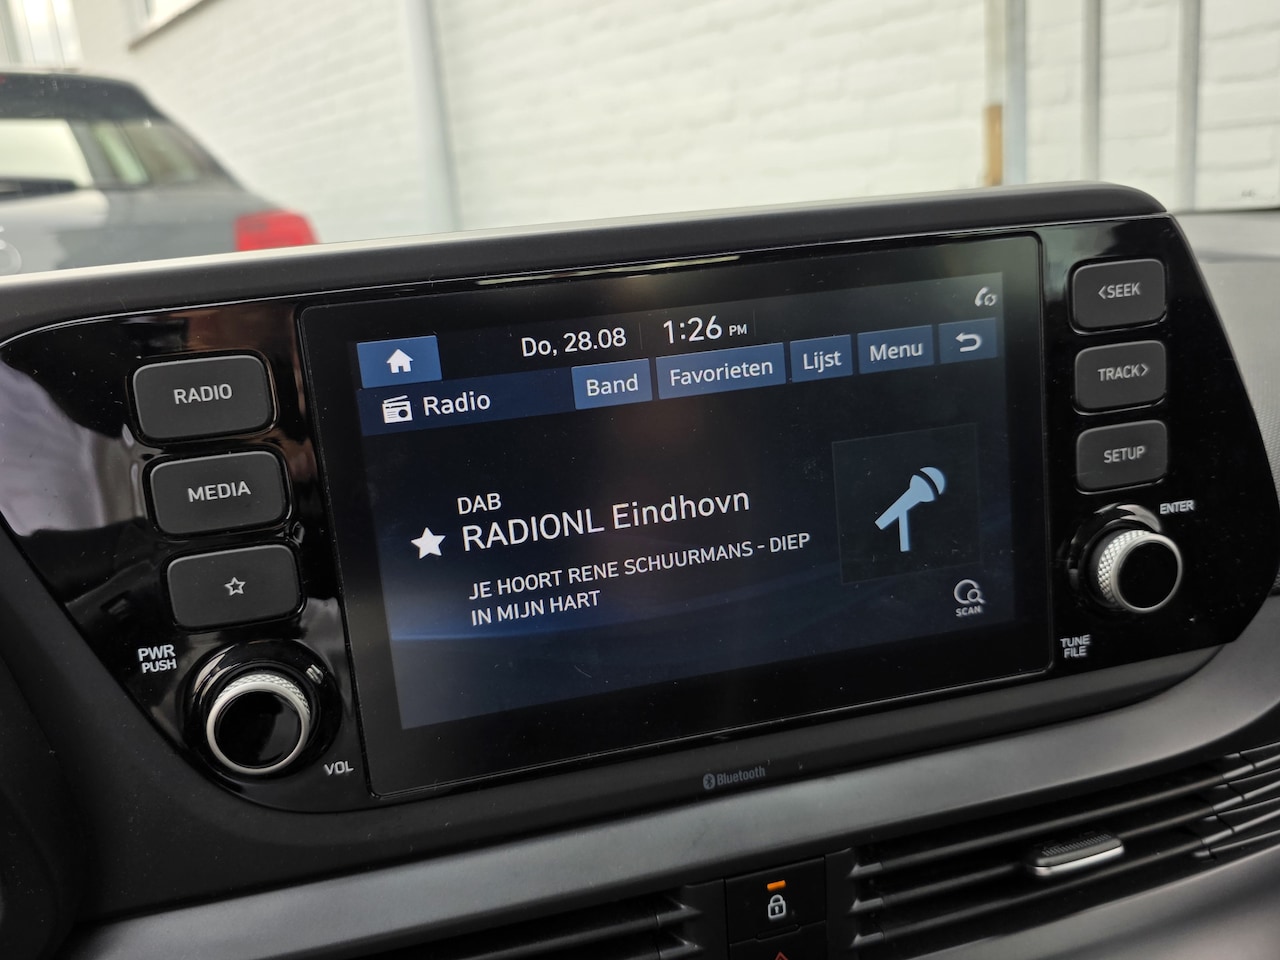 Do, 28.08 1:26 PM
Radio Band Favorieten Lijst Menu
DAB
RADIONL Eindhovn
JE HOORT RENE SCHUURMANS - DIEP
IN MIJN HART
SCAN
RADIO
MEDIA
PWR
PUSH
VOL
<SEEK
TRACK>
SETUP
ENTER
TUNE
FILE
Bluetooth